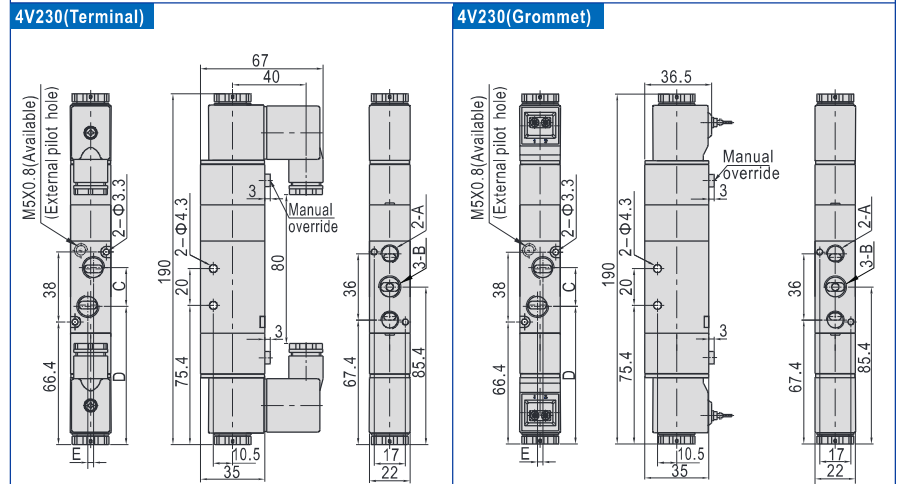 4V230(Terminal)
M5X0.8(Available)
(External pilot hole)
2-Φ3.3
38
66.4
C
D
E
67
40
190
2-Φ4.3
20
75.4
3
Manual
override
80
3
10.5
35
2-A
3-B
36
67.4
85.4
17
22
4V230(Grommet)
M5X0.8(Available)
(External pilot hole)
2-Φ3.3
1 2
38
66.4
C
D
E
36.5
190
2-Φ4.3
20
75.4
Manual
override
3
3
10.5
35
2-A
3-B
36
67.4
85.4
17
22